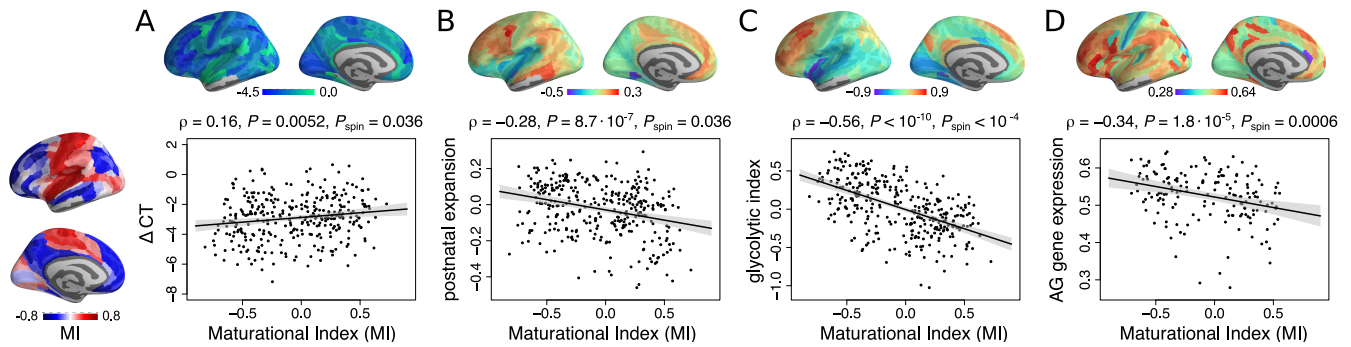 A
-4.5 0.0
ρ = 0.16, P = 0.0052, Pspin = 0.036
Δ CT
2
0
−2
−4
−6
−8
−0.5 0.0 0.5
Maturational Index (MI)
B
-0.5 0.3
ρ = −0.28, P = 8.7 · 10-7, Pspin = 0.036
postnatal expansion
0.2
0.0
−0.2
−0.4
−0.5 0.0 0.5
Maturational Index (MI)
C
−0.9 0.9
ρ = −0.56, P < 10−10, Pspin < 10-4
glycolytic index
0.5
0.0
−0.5
−1.0
−0.5 0.0 0.5
Maturational Index (MI)
D
0.28 0.64
ρ = −0.34, P = 1.8 · 10-5, Pspin = 0.0006
AG gene expression
0.6
0.5
0.4
0.3
−0.5 0.0 0.5
Maturational Index (MI)
-0.8 0.8
MI